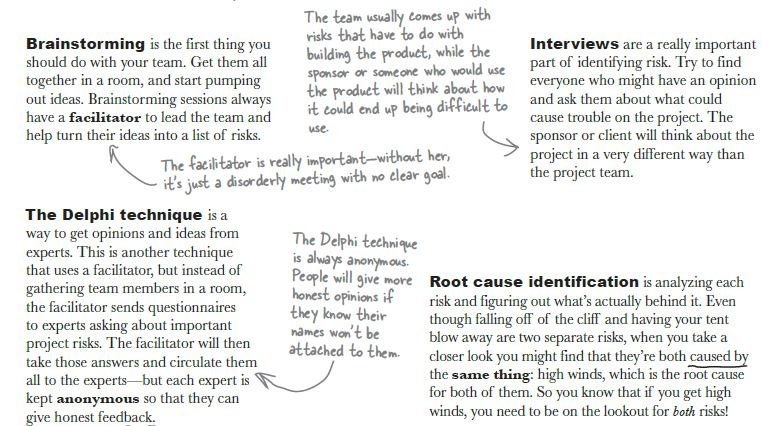 Brainstorming is the first thing you
should do with your team. Get them all
together in a room, and start pumping
out ideas. Brainstorming sessions always
have a facilitator to lead the team and
help turn their ideas into a list of risks.
The team usually comes up with
risks that have to do with
building the product, while the
sponsor or someone who would use
the product will think about how
it could end up being difficult to
use.
Interviews are a really important
part of identifying risk. Try to find
everyone who might have an opinion
and ask them about what could
cause trouble on the project. The
sponsor or client will think about the
project in a very different way than
the project team.
The facilitator is really important—without her,
it's just a disorderly meeting with no clear goal.
The Delphi technique is a
way to get opinions and ideas from
experts. This is another technique
that uses a facilitator, but instead of
gathering team members in a room,
the facilitator sends questionnaires
to experts asking about important
project risks. The facilitator will then
take those answers and circulate them
all to the experts—but each expert is
kept anonymous so that they can
give honest feedback.
The Delphi technique
is always anonymous.
People will give more
honest opinions if
they know their
names won't be
attached to them.
Root cause identification is analyzing each
risk and figuring out what's actually behind it. Even
though falling off of the cliff and having your tent
blow away are two separate risks, when you take a
closer look you might find that they're both caused by
the same thing: high winds, which is the root cause
for both of them. So you know that if you get high
winds, you need to be on the lookout for both risks!